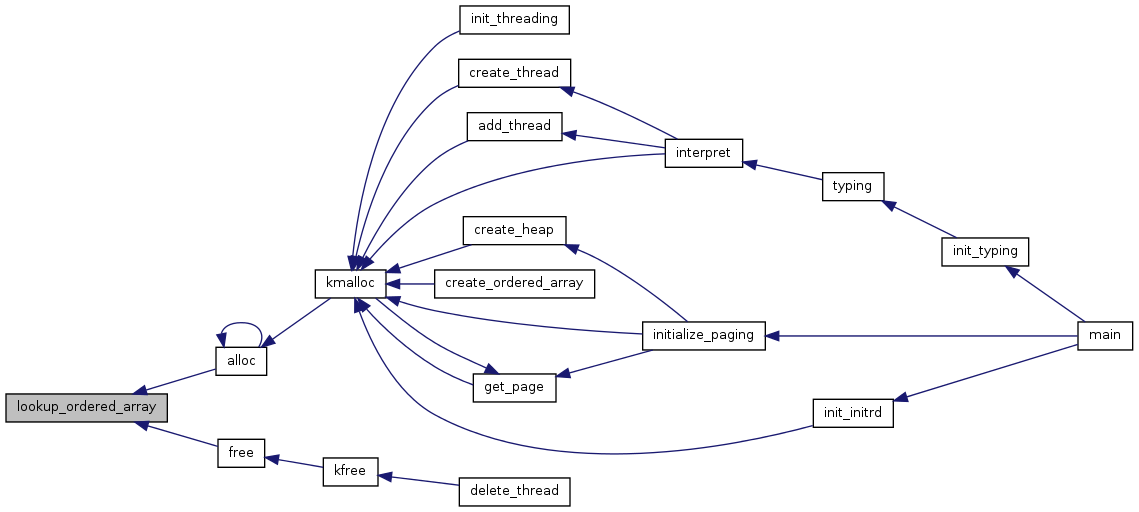 init_threading
create_thread
add_thread
interpret
typing
create_heap
init_typing
kmalloc
create_ordered_array
initialize_paging
main
alloc
get_page
lookup_ordered_array
init_initrd
free
kfree
delete_thread